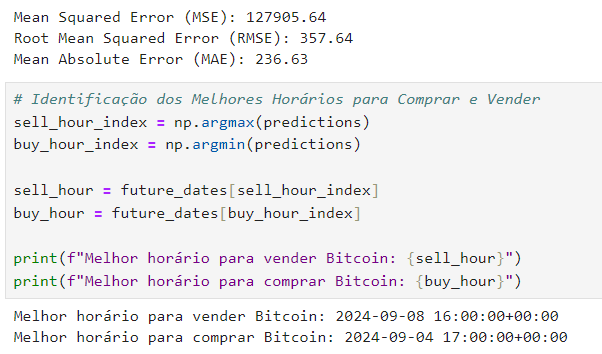 Mean Squared Error (MSE): 127905.64
Root Mean Squared Error (RMSE): 357.64
Mean Absolute Error (MAE): 236.63
# Identificação dos Melhores Horários para Comprar e Vender
sell_hour_index = np.argmax(predictions)
buy_hour_index = np.argmin(predictions)
sell_hour = future_dates[sell_hour_index]
buy_hour = future_dates[buy_hour_index]
print(f"Melhor horário para vender Bitcoin: {sell_hour}")
print(f"Melhor horário para comprar Bitcoin: {buy_hour}")
Melhor horário para vender Bitcoin: 2024-09-08 16:00:00+00:00
Melhor horário para comprar Bitcoin: 2024-09-04 17:00:00+00:00